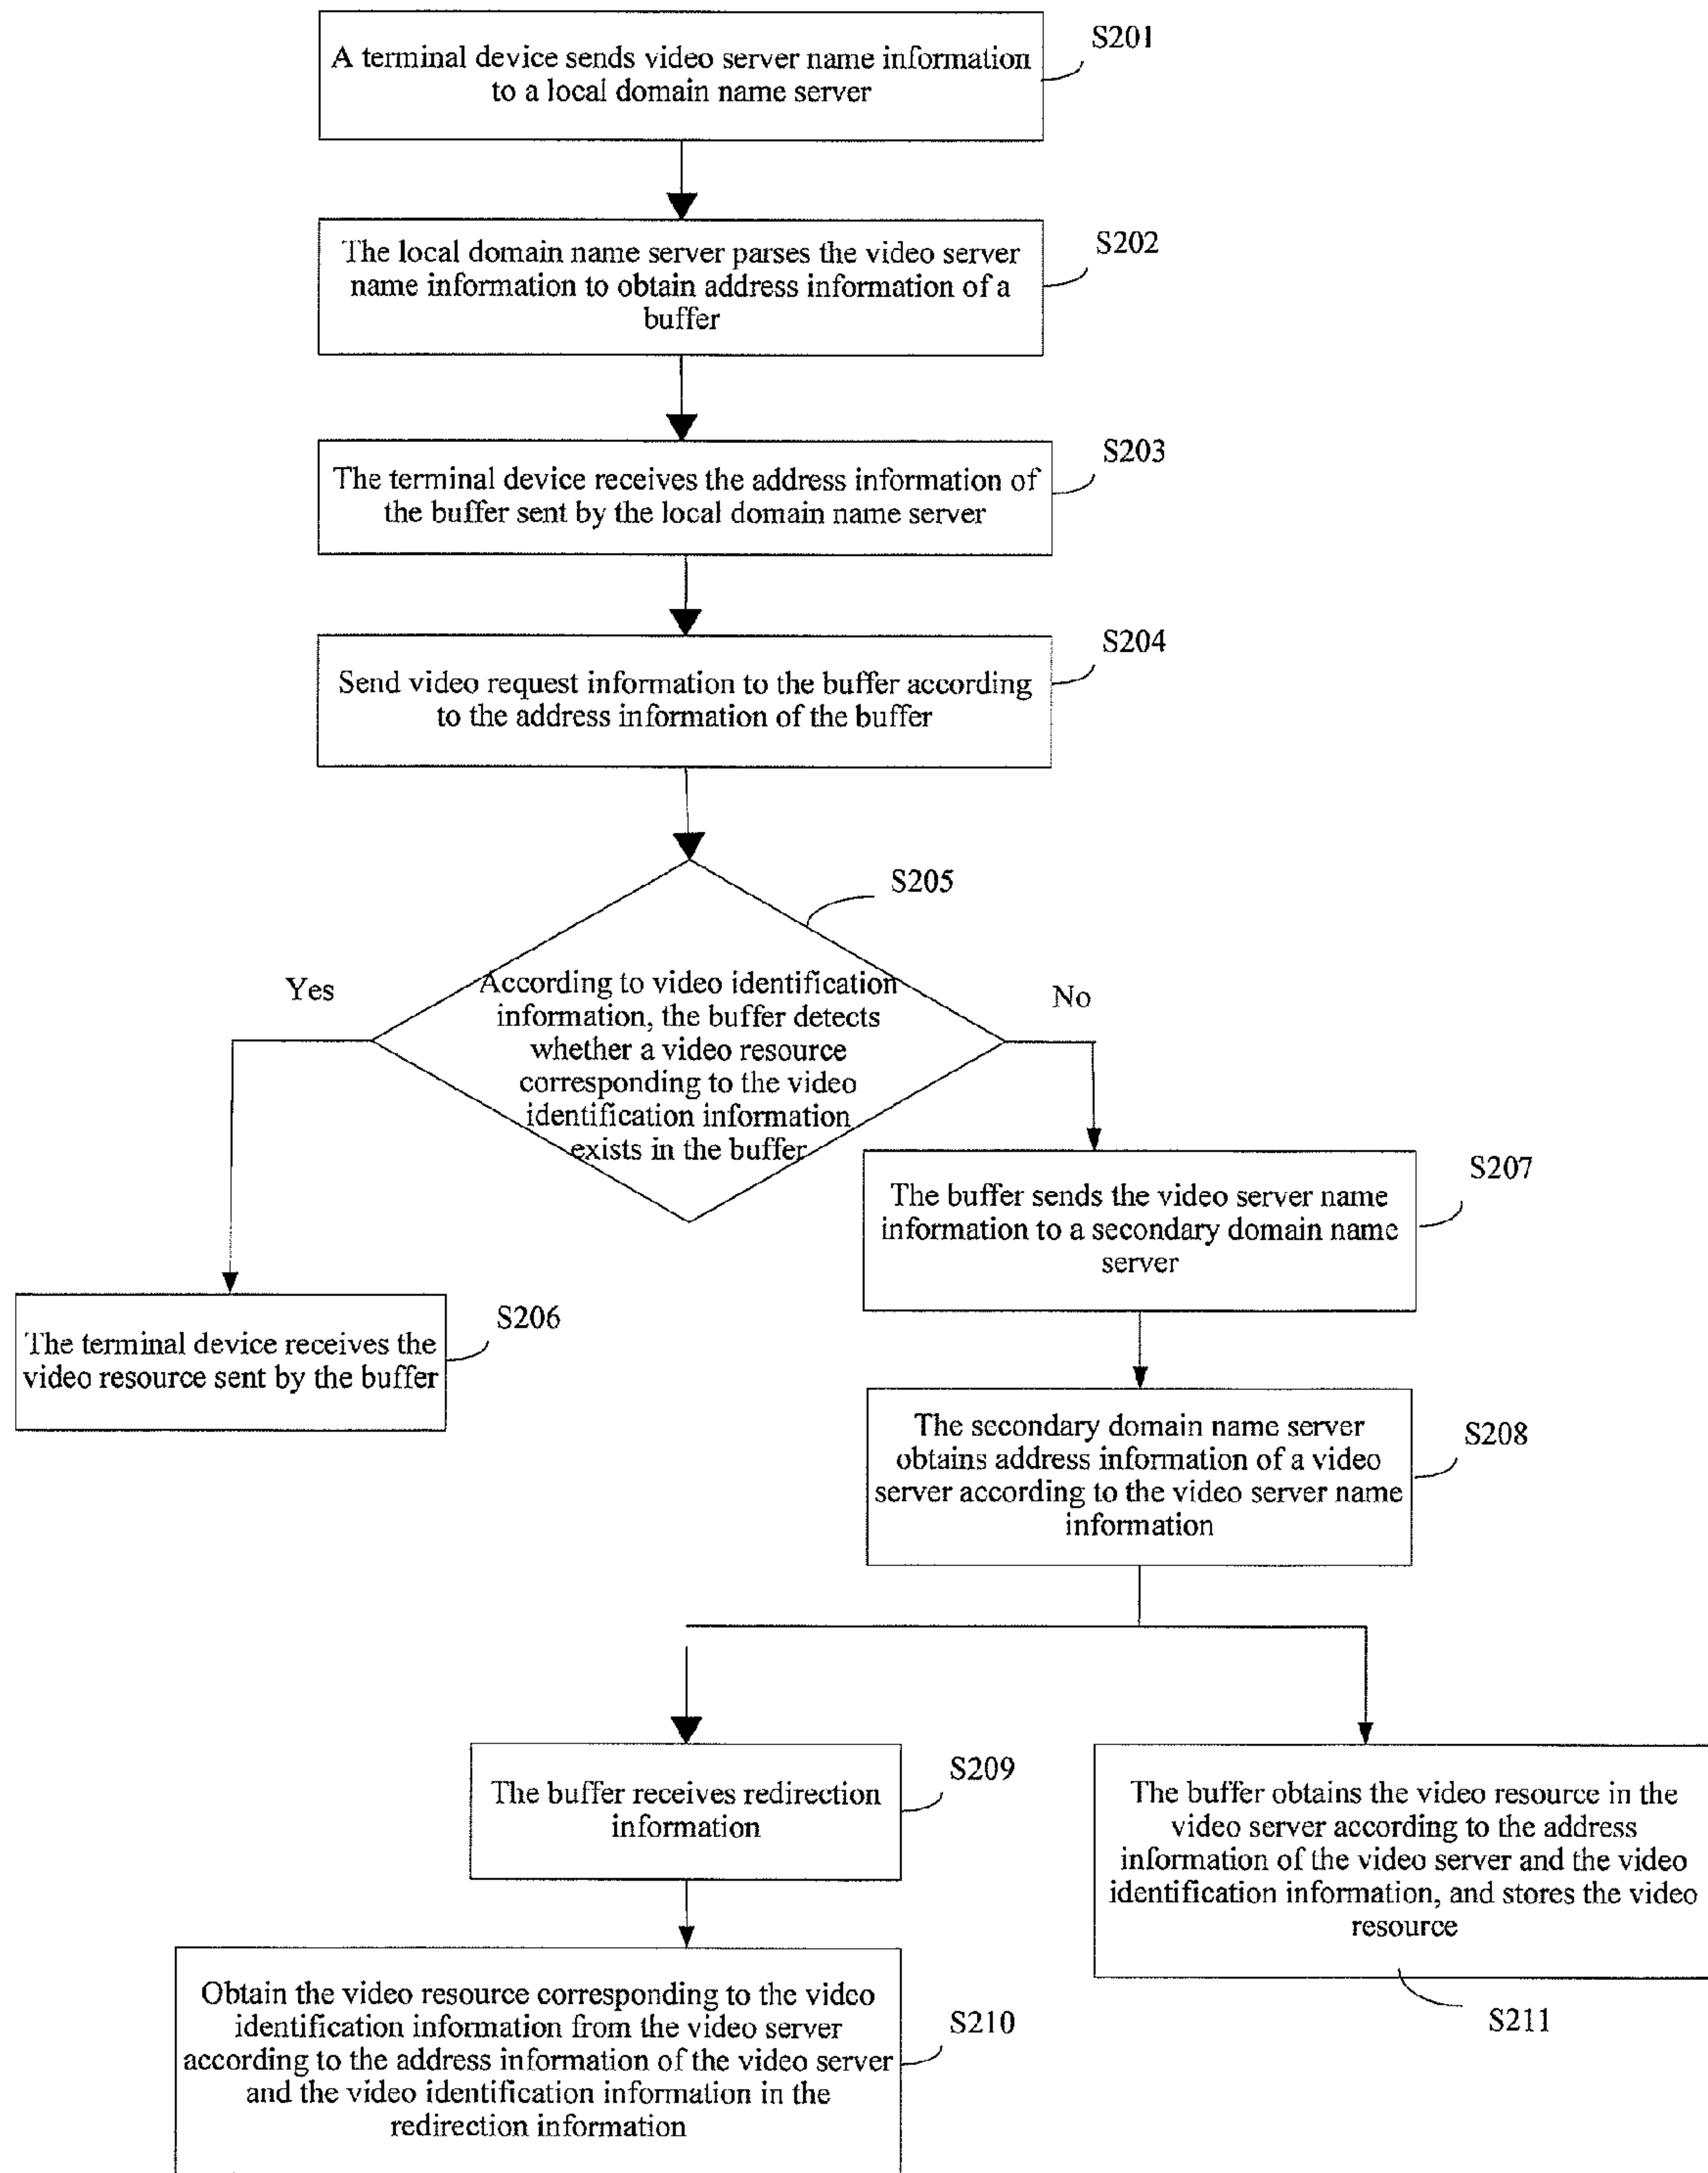 A terminal device sends video server name information
to a local domain name server
S201
The local domain name server parses the video server
name information to obtain address information of a
buffer
S202
The terminal device receives the address information of
the buffer sent by the local domain name server
S203
Send video request information to the buffer according
to the address information of the buffer
S204
S205
According to video identification
information, the buffer detects
whether a video resource
corresponding to the video
identification information
exists in the buffer
Yes
No
The terminal device receives the
video resource sent by the buffer
S206
The buffer sends the video server name
information to a secondary domain name
server
S207
The secondary domain name server
obtains address information of a video
server according to the video server name
information
S208
The buffer receives redirection
information
S209
Obtain the video resource corresponding to the video
identification information from the video server
according to the address information of the video server
and the video identification information in the
redirection information
S210
The buffer obtains the video resource in the
video server according to the address
information of the video server and the video
identification information, and stores the video
resource
S211